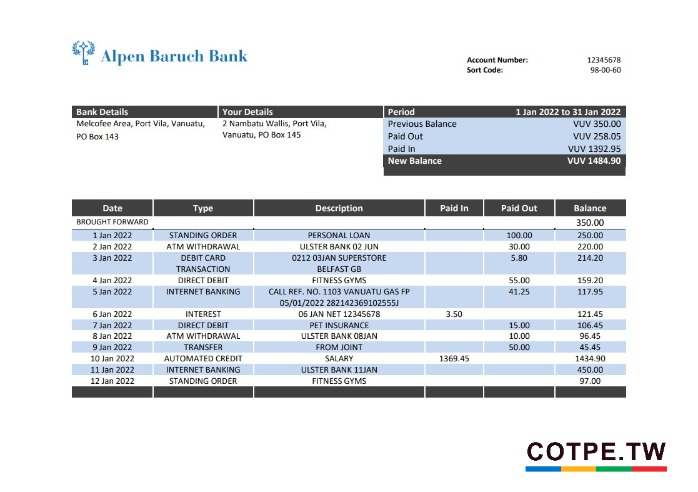 Alpen Baruch Bank
Account Number: 12345678
Sort Code: 98-00-60
Bank Details
Melcofee Area, Port Vila, Vanuatu,
PO Box 143
Your Details
2 Nambatu Wallis, Port Vila,
Vanuatu, PO Box 145
Period 1 Jan 2022 to 31 Jan 2022
Previous Balance VUV 350.00
Paid Out VUV 258.05
Paid In VUV 1392.95
New Balance VUV 1484.90
Date Type Description Paid In Paid Out Balance
BROUGHT FORWARD 350.00
1 Jan 2022 STANDING ORDER PERSONAL LOAN 100.00 250.00
2 Jan 2022 ATM WITHDRAWAL ULSTER BANK 02 JUN 30.00 220.00
3 Jan 2022 DEBIT CARD 0212 03JAN SUPERSTORE 5.80 214.20
TRANSACTION BELFAST GB
4 Jan 2022 DIRECT DEBIT FITNESS GYMS 55.00 159.20
5 Jan 2022 INTERNET BANKING CALL REF. NO. 1103 VANUATU GAS FP 41.25 117.95
05/01/2022 282142369102555J
6 Jan 2022 INTEREST 06 JAN NET 12345678 3.50 121.45
7 Jan 2022 DIRECT DEBIT PET INSURANCE 15.00 106.45
8 Jan 2022 ATM WITHDRAWAL ULSTER BANK 08JAN 10.00 96.45
9 Jan 2022 TRANSFER FROM JOINT 50.00 45.45
10 Jan 2022 AUTOMATED CREDIT SALARY 1369.45 1434.90
11 Jan 2022 INTERNET BANKING ULSTER BANK 11JAN 450.00
12 Jan 2022 STANDING ORDER FITNESS GYMS 97.00
COTPE.TW